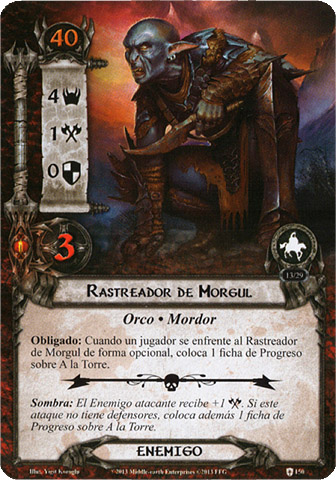 40
4
1
0
3
13/29
Rastreador de Morgul
Orco • Mordor
Obligado: Cuando un jugador se enfrente al Rastreador
de Morgul de forma opcional, coloca 1 ficha de Progreso
sobre A la Torre.
Sombra: El Enemigo atacante recibe +1 . Si este
ataque no tiene defensores, coloca además 1 ficha de
Progreso sobre A la Torre.
ENEMIGO
Illus. Yigit Koroglu ©2013 Middle-earth Enterprises ©2013 FFG 150